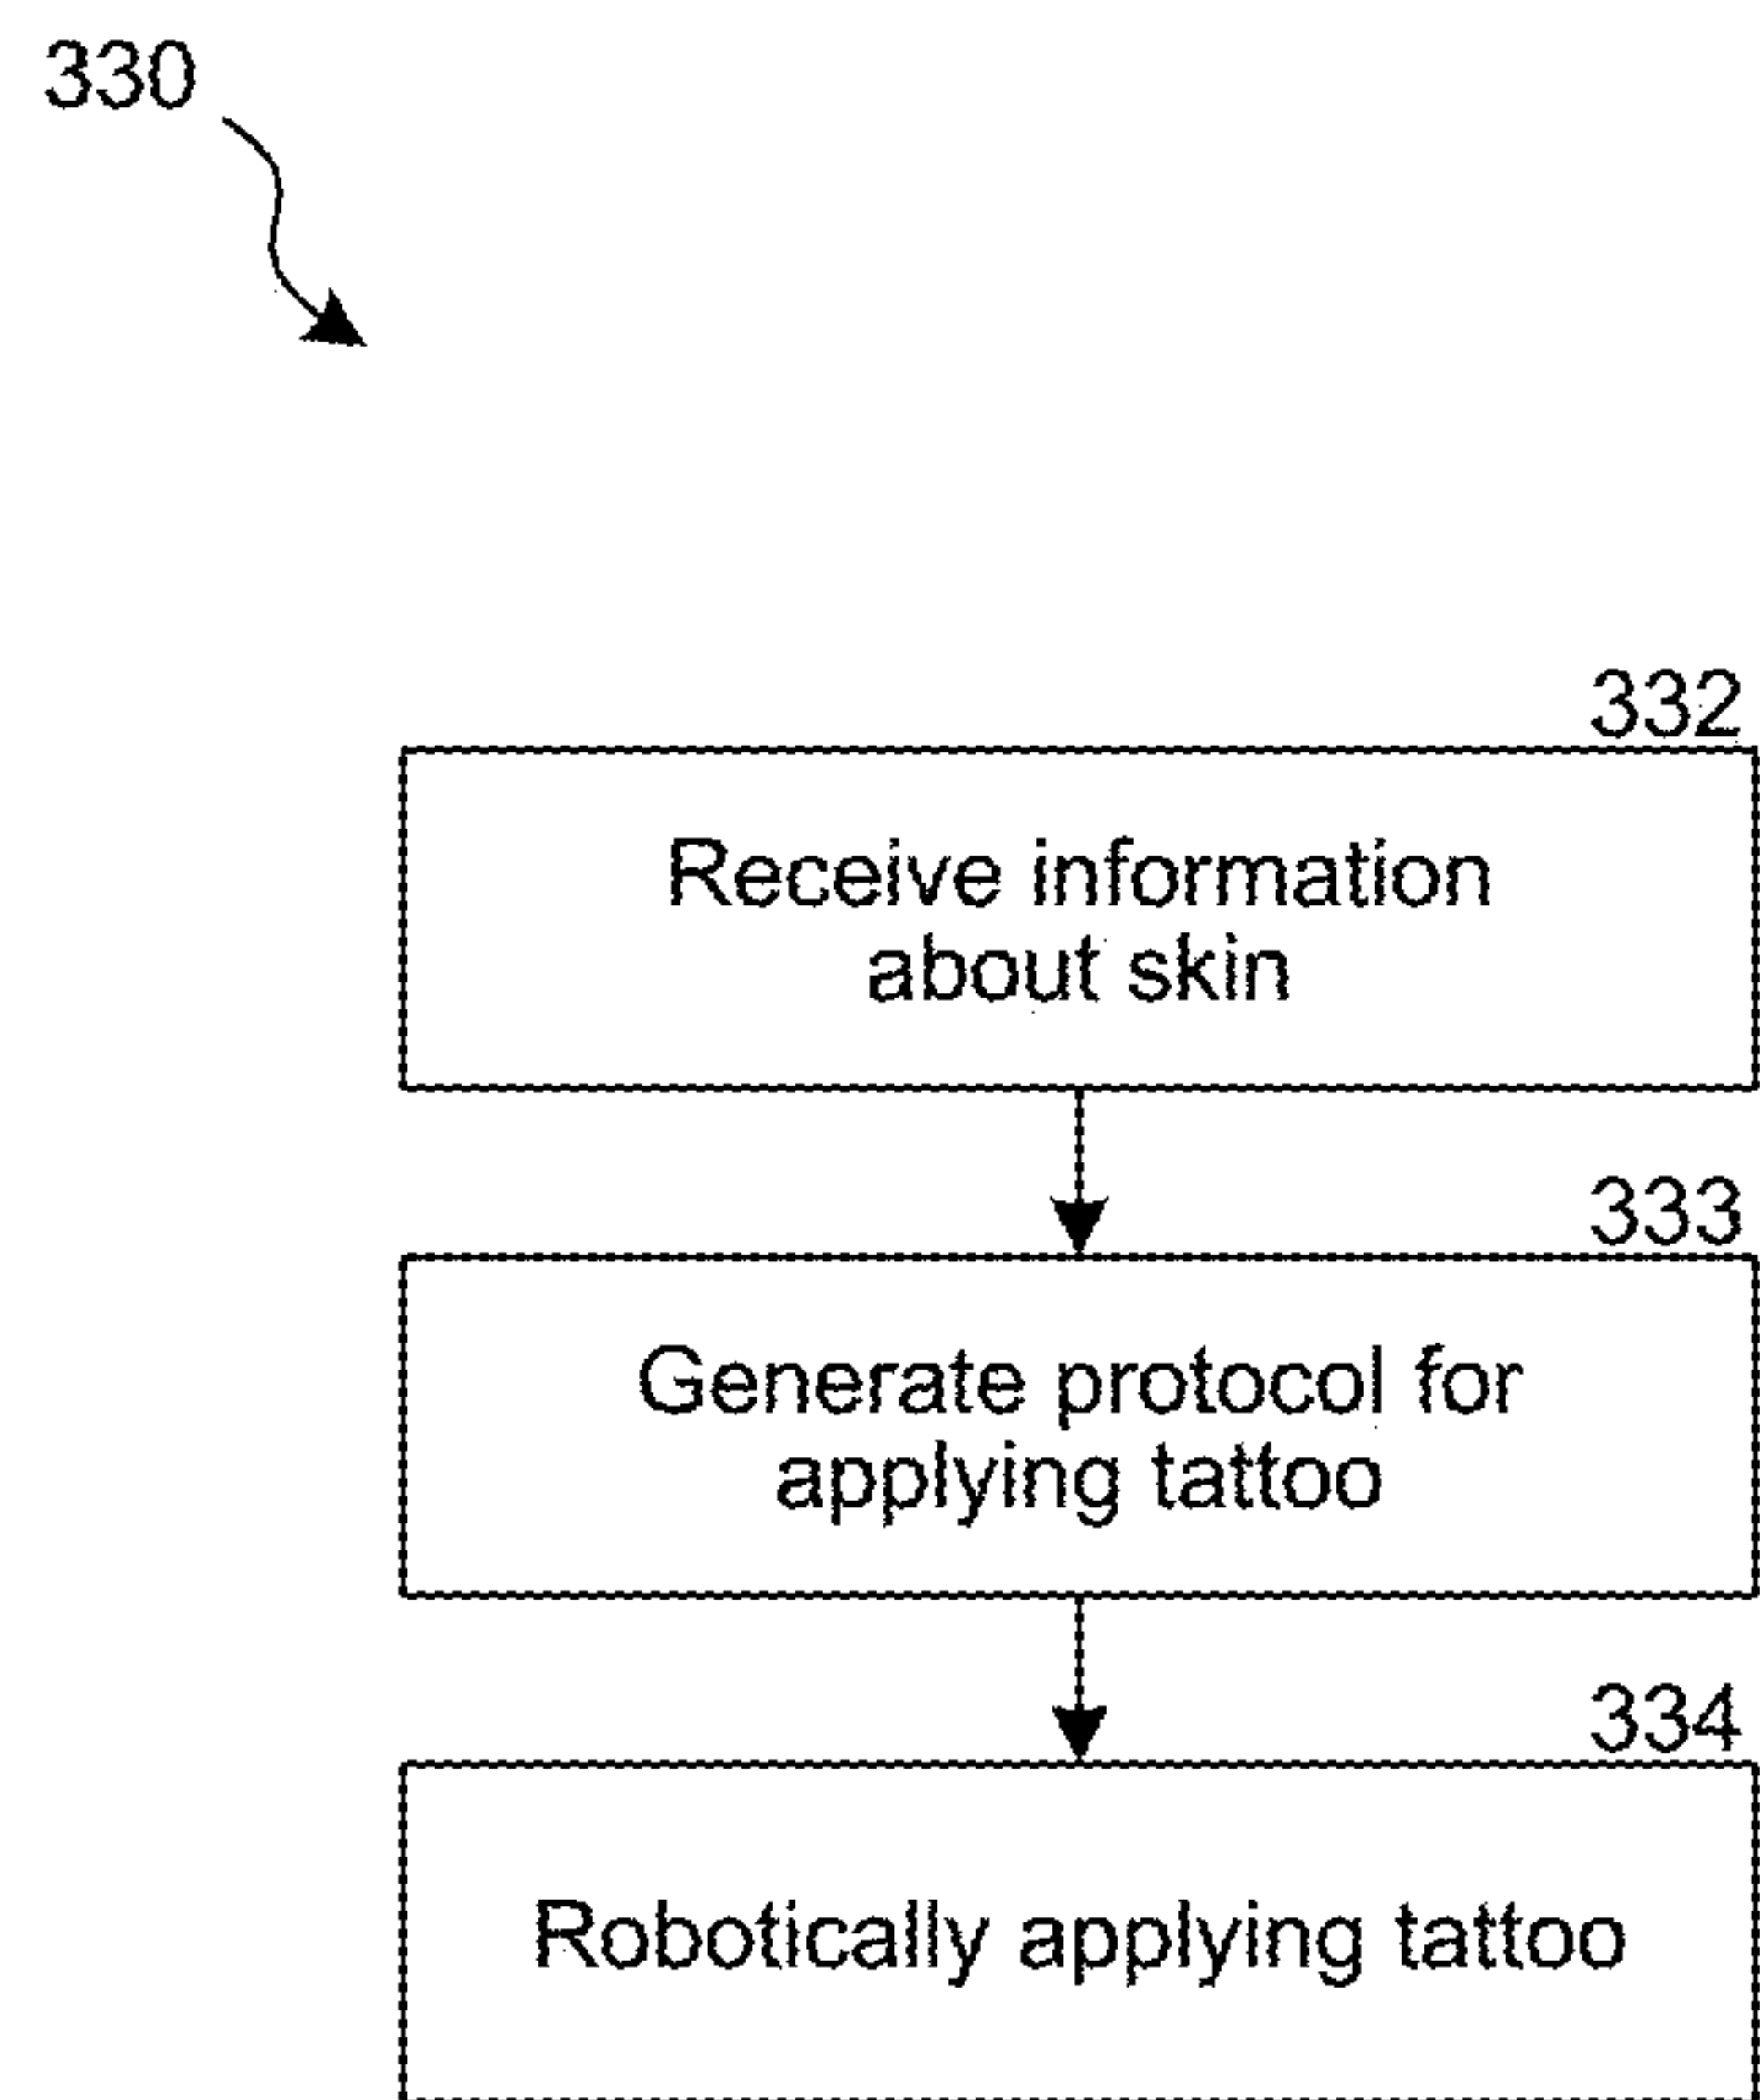 330
332
Receive information
about skin
333
Generate protocol for
applying tattoo
334
Robotically applying tattoo